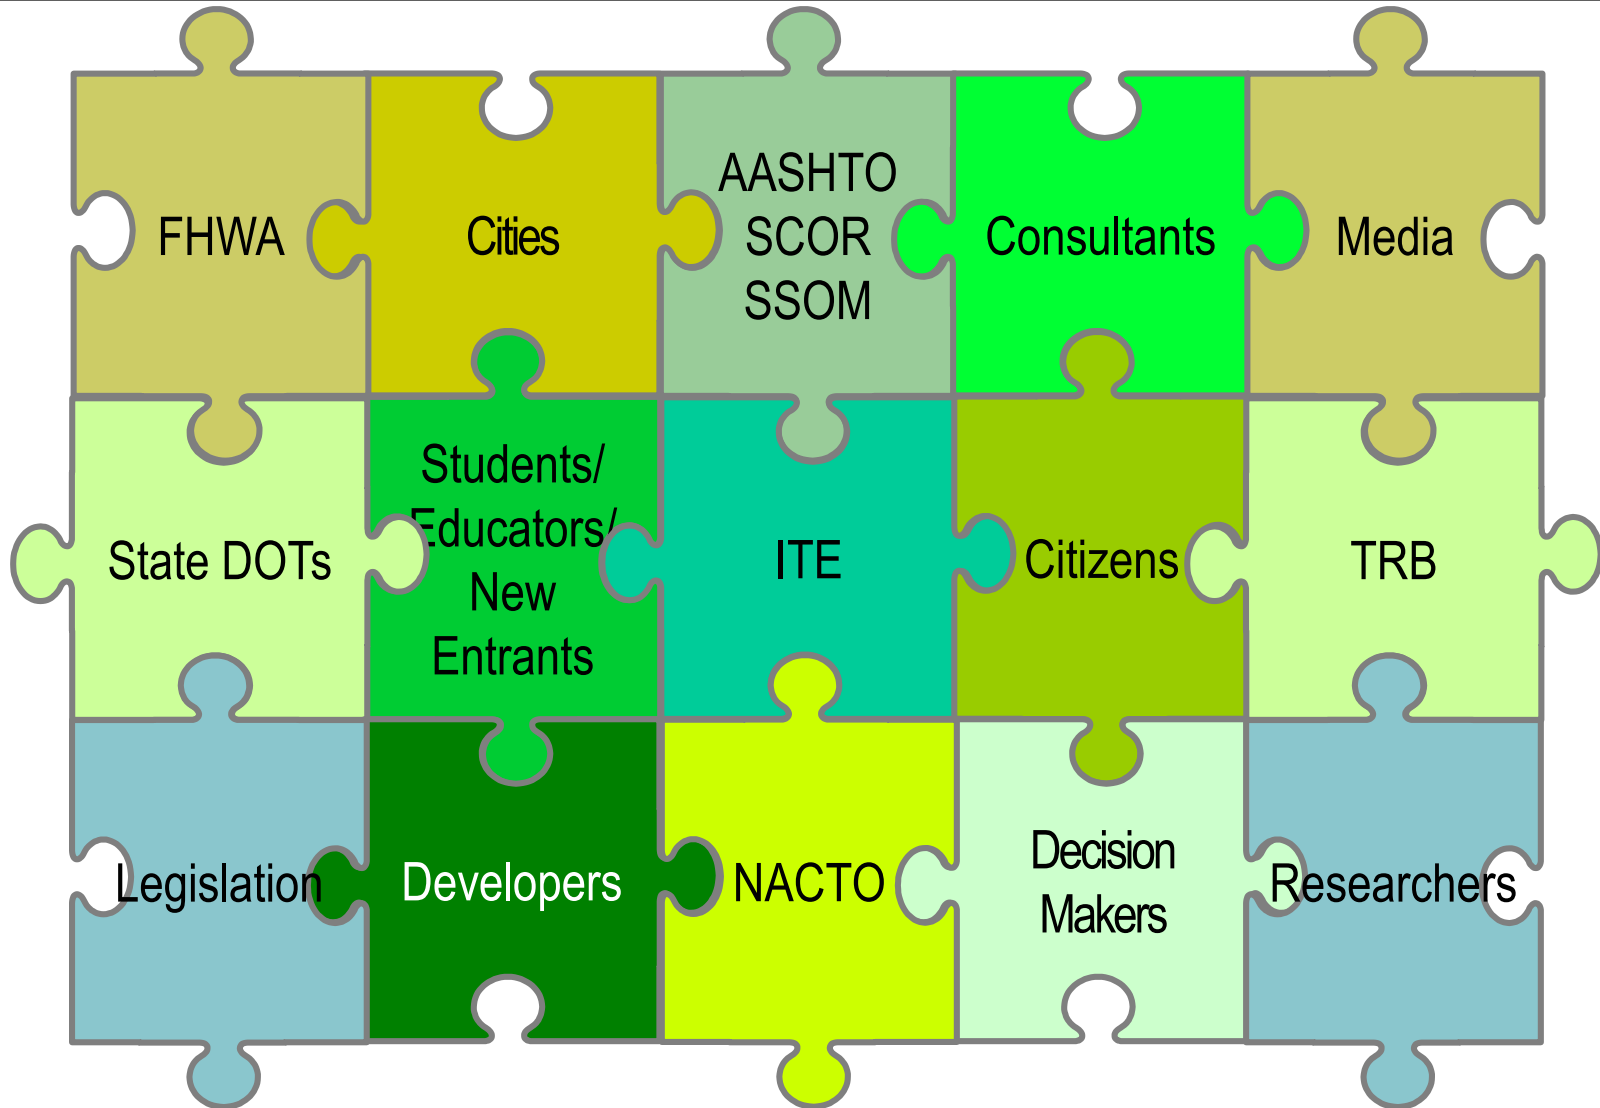 FHWA
Cities
AASHTO
SCOR
SSOM
Consultants
Media
State DOTs
Students/
Educators/
New
Entrants
ITE
Citizens
TRB
Legislation
Developers
NACTO
Decision
Makers
Researchers